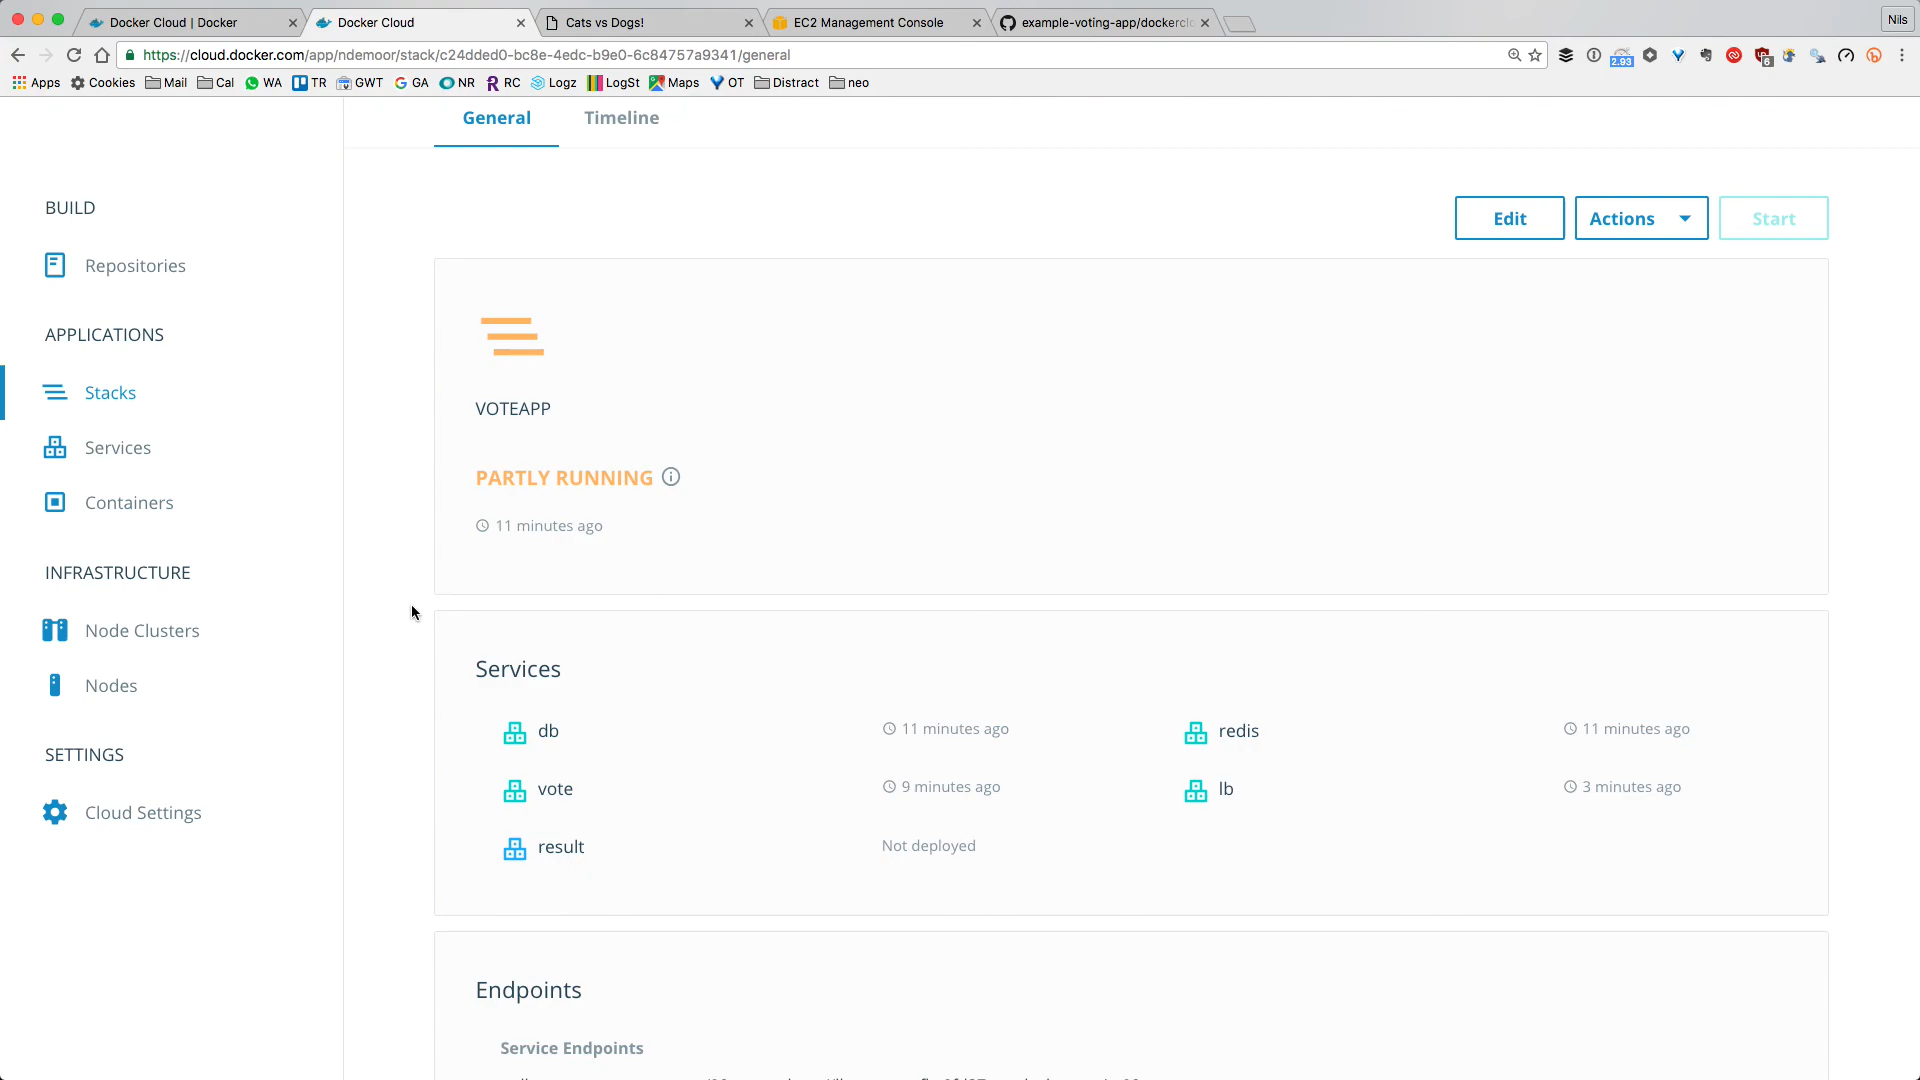 Docker Cloud | Docker
Docker Cloud
Cats vs Dogs!
EC2 Management Console
example-voting-app/dockerclo
Nils
https://cloud.docker.com/app/ndemoor/stack/c24dded0-bc8e-4edc-b9e0-6c84757a9341/general
2.93
6
Apps
Cookies
Mail
Cal
WA
TR
GWT
GA
NR
RC
Logz
LogSt
Maps
OT
Distract
neo
General
Timeline
BUILD
Repositories
APPLICATIONS
Stacks
Services
Containers
INFRASTRUCTURE
Node Clusters
Nodes
SETTINGS
Cloud Settings
Edit
Actions
Start
VOTEAPP
PARTLY RUNNING
11 minutes ago
Services
db
11 minutes ago
redis
11 minutes ago
vote
9 minutes ago
lb
3 minutes ago
result
Not deployed
Endpoints
Service Endpoints